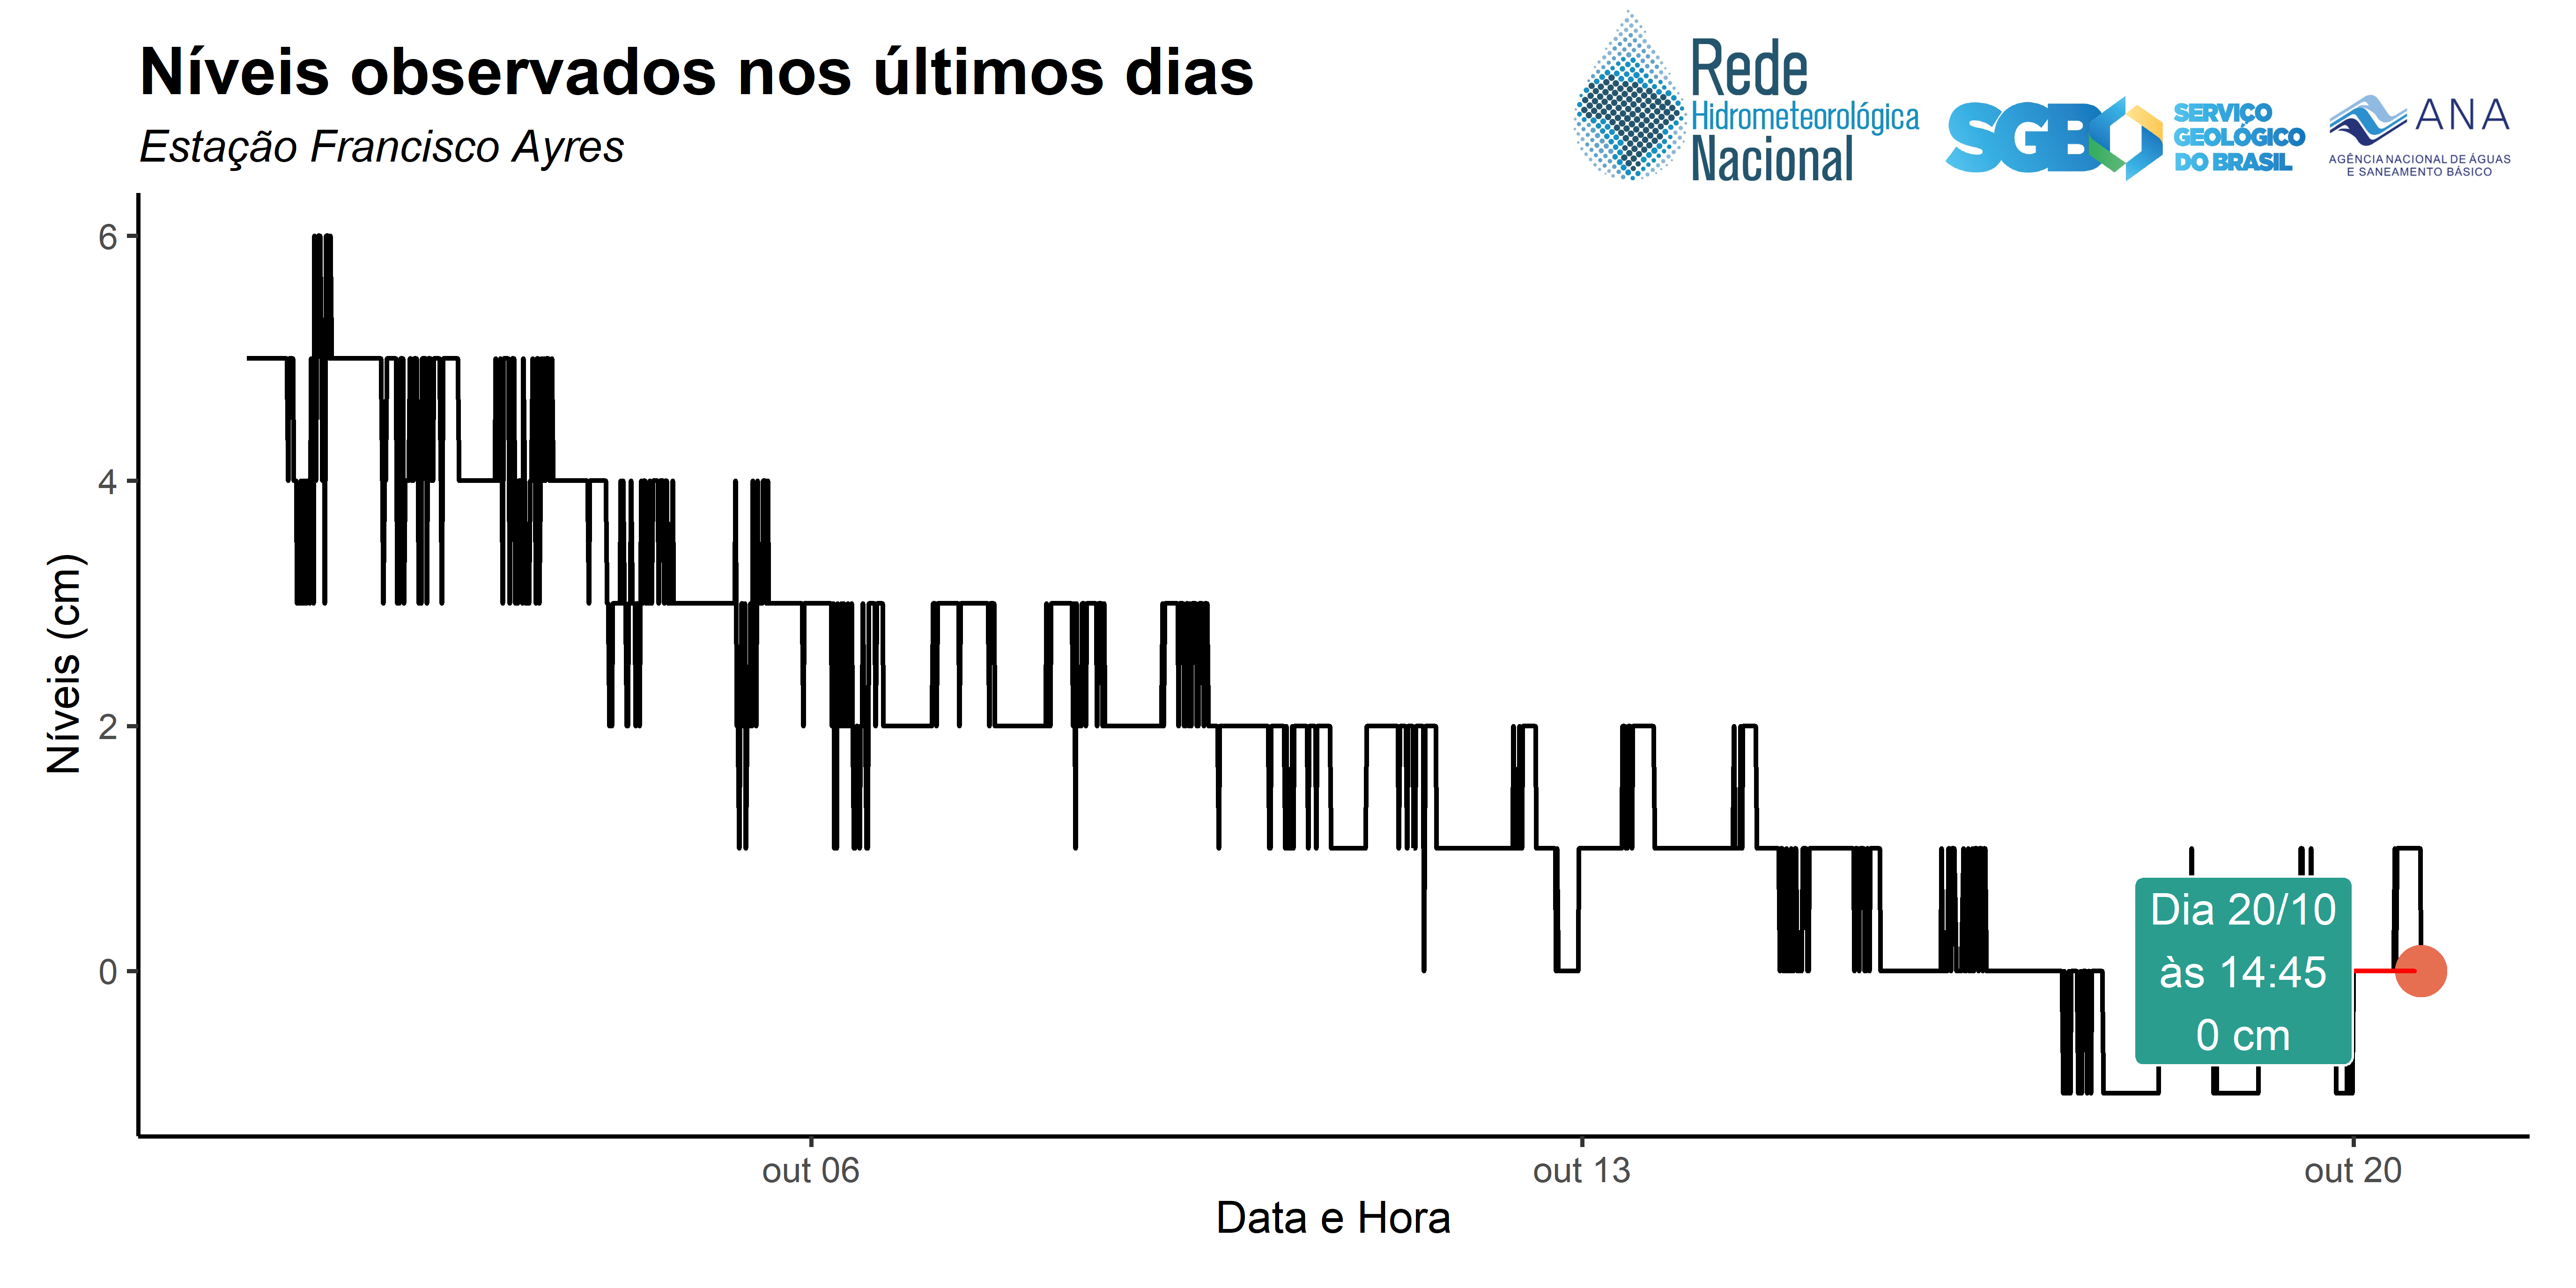 Níveis observados nos últimos dias
Estação Francisco Ayres
Rede
Hidrometeorológica
Nacional
SGB
SERVIÇO
GEOLÓGICO
DO BRASIL
ANA
AGÊNCIA NACIONAL DE ÁGUAS
E SANEAMENTO BÁSICO
Níveis (cm)
6
4
2
0
Dia 20/10
às 14:45
0 cm
out 06
out 13
out 20
Data e Hora